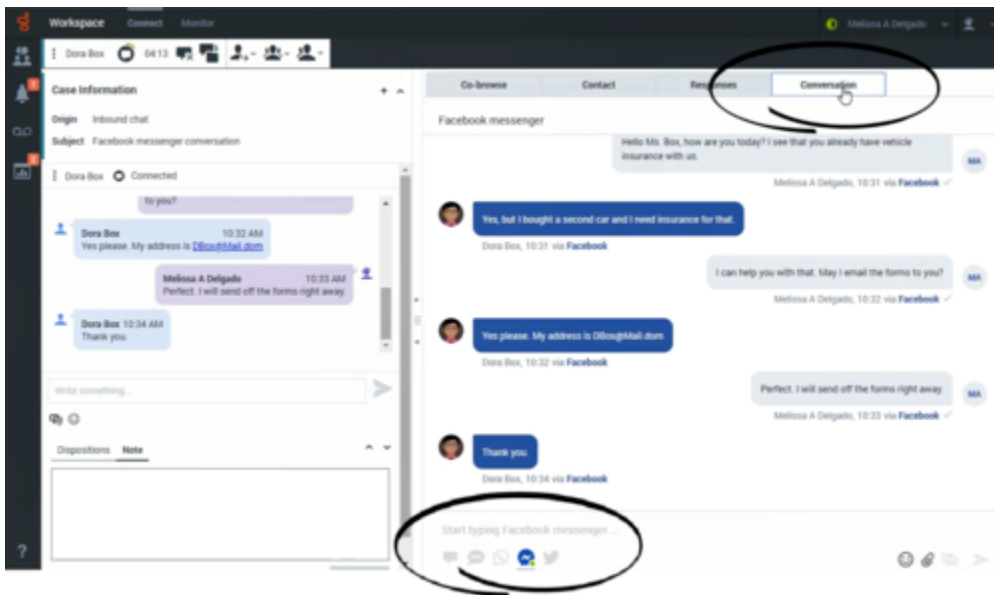 Workspace Connect Monitor
Melissa A Delgado
Dora Box 04:13
1
2
Case Information
Origin Inbound chat
Subject Facebook messenger conversation
Dora Box Connected
to you?
Dora Box 10:32 AM
Yes please. My address is DBox@Mail.dom
Melissa A Delgado 10:33 AM
Perfect. I will send off the forms right away.
Dora Box 10:34 AM
Thank you.
Write something...
Dispositions Note
?
Co-browse Contact Responses Conversation
Facebook messenger
Hello Ms. Box, how are you today? I see that you already have vehicle
insurance with us.
MA
Melissa A Delgado, 10:31 via Facebook
Yes, but I bought a second car and I need insurance for that.
Dora Box, 10:31 via Facebook
I can help you with that. May I email the forms to you?
MA
Melissa A Delgado, 10:32 via Facebook
Yes please. My address is DBox@Mail.dom
Dora Box, 10:32 via Facebook
Perfect. I will send off the forms right away.
MA
Melissa A Delgado, 10:33 via Facebook
Thank you.
Dora Box, 10:34 via Facebook
Start typing Facebook messenger ...